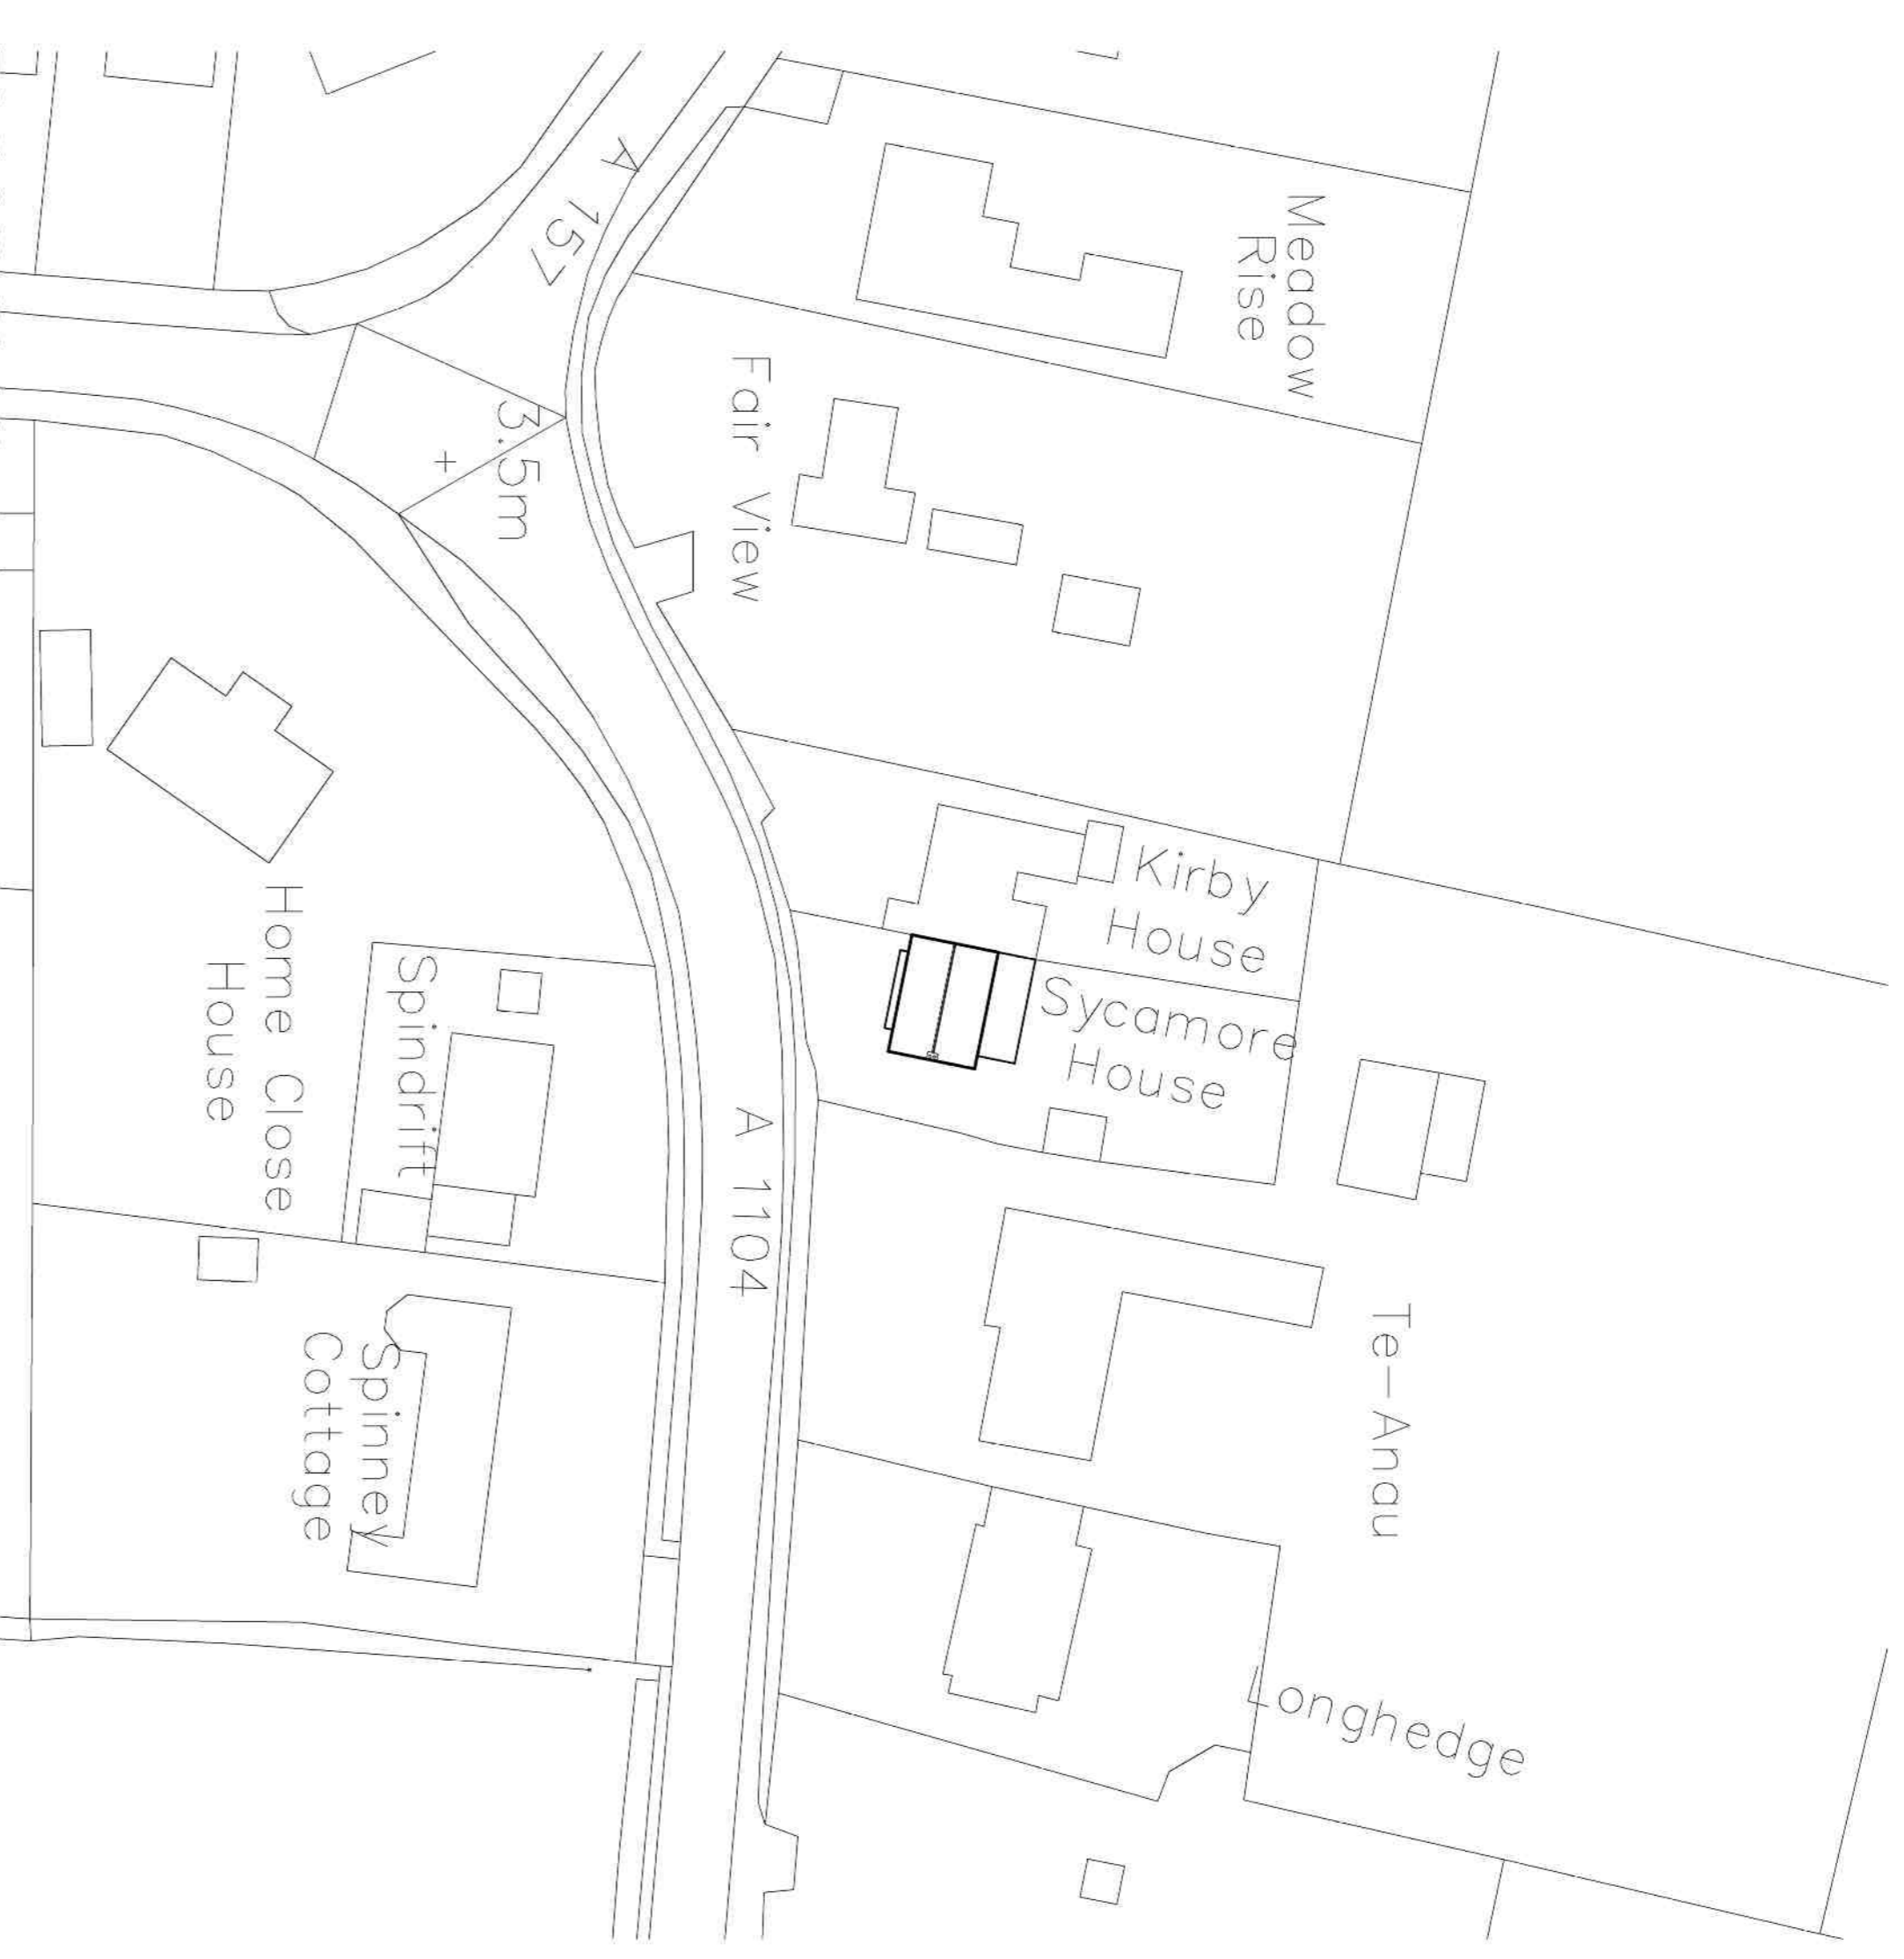 A 157
Meadow
Rise
3.5m
Fair View
Kirby
House
Sycamore
House
Home Close
House
Spindrift
A 1104
Te-Anau
Spinney
Cottage
Longhedge